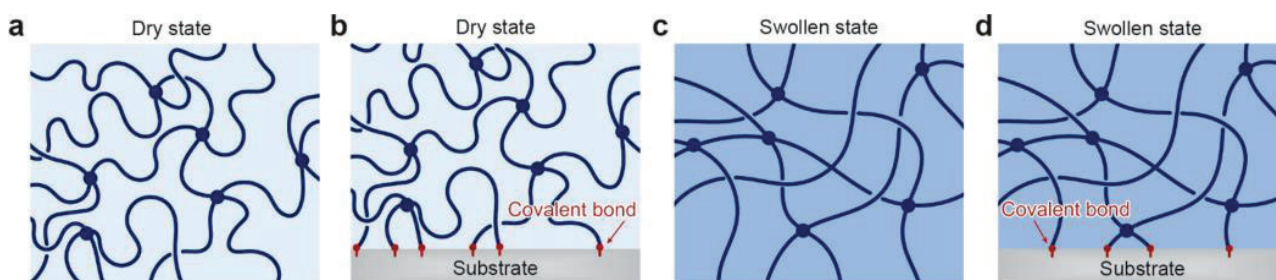 a
Dry state
b
Dry state
Covalent bond
Substrate
c
Swollen state
d
Swollen state
Covalent bond
Substrate